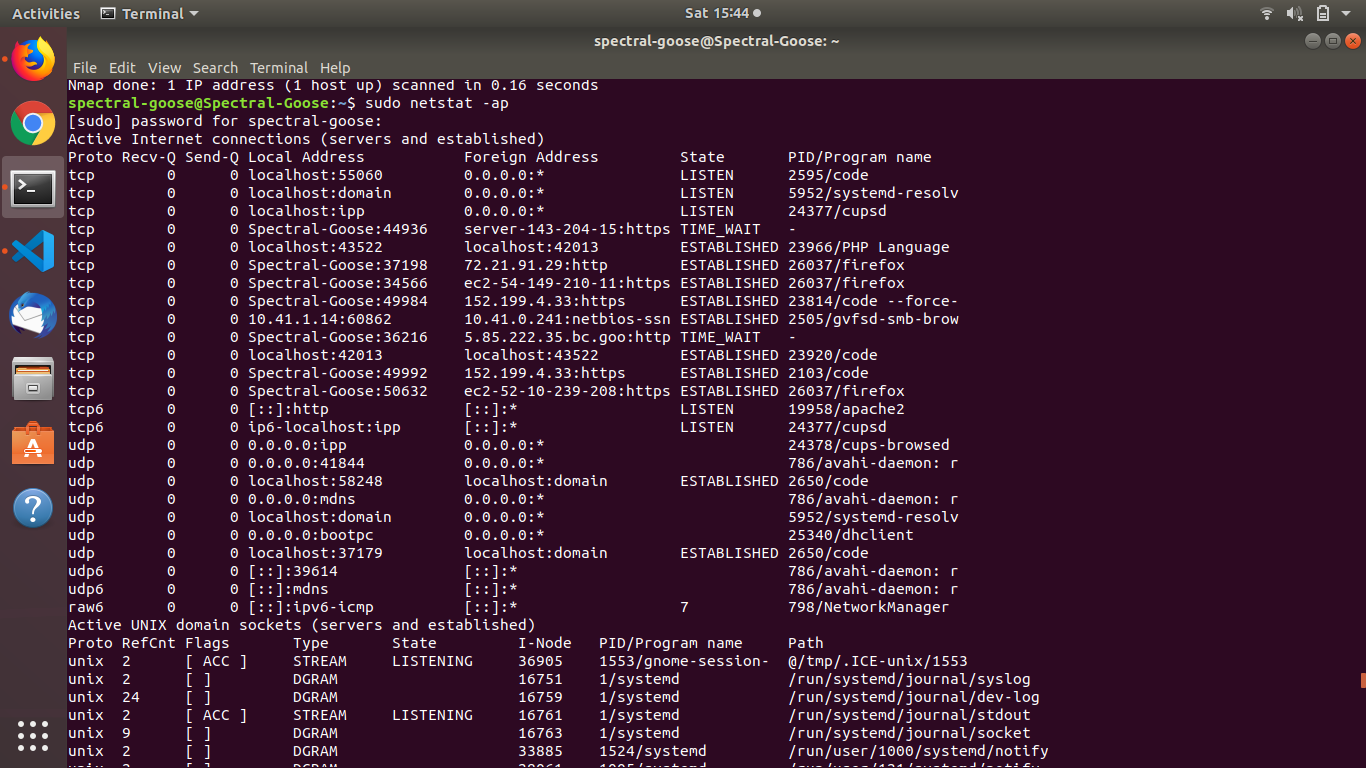 Activities Terminal Sat 15:44
spectral-goose@Spectral-Goose: ~
File Edit View Search Terminal Help
Nmap done: 1 IP address (1 host up) scanned in 0.16 seconds
spectral-goose@Spectral-Goose:~$ sudo netstat -ap
[sudo] password for spectral-goose:
Active Internet connections (servers and established)
Proto Recv-Q Send-Q Local Address           Foreign Address         State       PID/Program name
tcp        0      0 localhost:55060         0.0.0.0:*               LISTEN      2595/code
tcp        0      0 localhost:domain        0.0.0.0:*               LISTEN      5952/systemd-resolv
tcp        0      0 localhost:ipp           0.0.0.0:*               LISTEN      24377/cupsd
tcp        0      0 Spectral-Goose:44936    server-143-204-15:https TIME_WAIT   -
tcp        0      0 localhost:43522         localhost:42013         ESTABLISHED 23966/PHP Language
tcp        0      0 Spectral-Goose:37198    72.21.91.29:http        ESTABLISHED 26037/firefox
tcp        0      0 Spectral-Goose:34566    ec2-54-149-210-11:https ESTABLISHED 26037/firefox
tcp        0      0 Spectral-Goose:49984    152.199.4.33:https      ESTABLISHED 23814/code --force-
tcp        0      0 10.41.1.14:60862        10.41.0.241:netbios-ssn ESTABLISHED 2505/gvfsd-smb-brow
tcp        0      0 Spectral-Goose:36216    5.85.222.35.bc.goo:http TIME_WAIT   -
tcp        0      0 localhost:42013         localhost:43522         ESTABLISHED 23920/code
tcp        0      0 Spectral-Goose:49992    152.199.4.33:https      ESTABLISHED 2103/code
tcp        0      0 Spectral-Goose:50632    ec2-52-10-239-208:https ESTABLISHED 26037/firefox
tcp6       0      0 [::]:http               [::]:*                  LISTEN      19958/apache2
tcp6       0      0 ip6-localhost:ipp       [::]:*                  LISTEN      24377/cupsd
udp        0      0 0.0.0.0:ipp             0.0.0.0:*                           24378/cups-browsed
udp        0      0 0.0.0.0:41844           0.0.0.0:*                           786/avahi-daemon: r
udp        0      0 localhost:58248         localhost:domain        ESTABLISHED 2650/code
udp        0      0 0.0.0.0:mdns            0.0.0.0:*                           786/avahi-daemon: r
udp        0      0 localhost:domain        0.0.0.0:*                           5952/systemd-resolv
udp        0      0 0.0.0.0:bootpc          0.0.0.0:*                           25340/dhclient
udp        0      0 localhost:37179         localhost:domain        ESTABLISHED 2650/code
udp6       0      0 [::]:39614              [::]:*                              786/avahi-daemon: r
udp6       0      0 [::]:mdns               [::]:*                              786/avahi-daemon: r
raw6       0      0 [::]:ipv6-icmp          [::]:*                  7           798/NetworkManager
Active UNIX domain sockets (servers and established)
Proto RefCnt Flags       Type       State         I-Node   PID/Program name     Path
unix  2      [ ACC ]     STREAM     LISTENING     36905    1553/gnome-session-  @/tmp/.ICE-unix/1553
unix  2      [ ]         DGRAM                    16751    1/systemd            /run/systemd/journal/syslog
unix  24     [ ]         DGRAM                    16759    1/systemd            /run/systemd/journal/dev-log
unix  2      [ ACC ]     STREAM     LISTENING     16761    1/systemd            /run/systemd/journal/stdout
unix  9      [ ]         DGRAM                    16763    1/systemd            /run/systemd/journal/socket
unix  2      [ ]         DGRAM                    33885    1524/systemd         /run/user/1000/systemd/notify